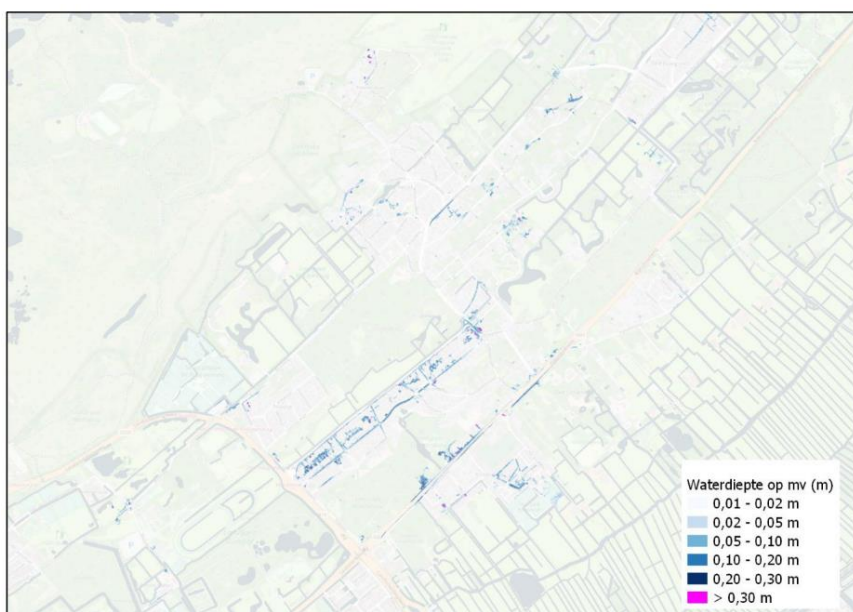 Waterdiepte op mv (m)
0,01 - 0,02 m
0,02 - 0,05 m
0,05 - 0,10 m
0,10 - 0,20 m
0,20 - 0,30 m
> 0,30 m